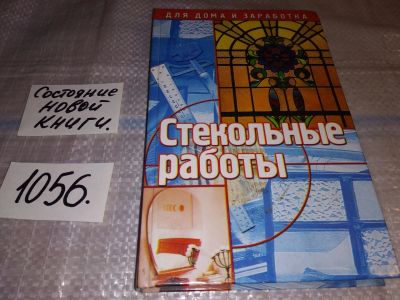 Состояние
новой
книги.
1056.
ДЛЯ ДОМА И ЗАРАБОТКА
Стекольные
работы